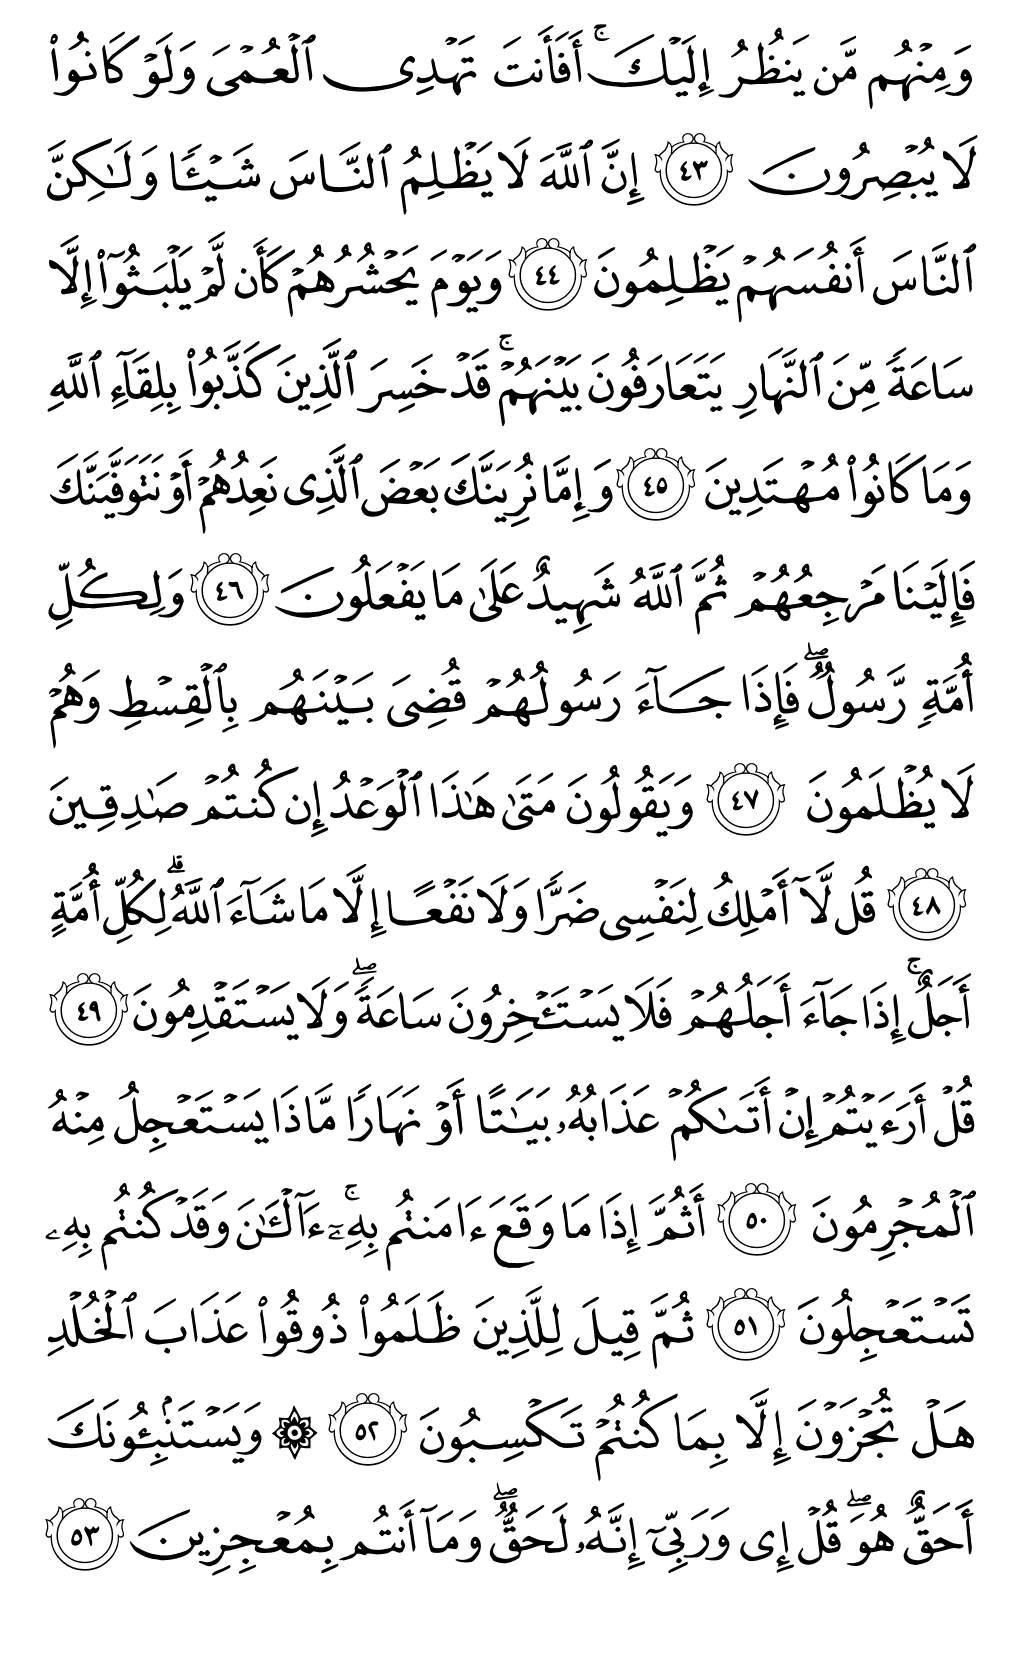 وَمِنْهُم مَّن يَنظُرُ إِلَيْكَ ۚ أَفَأَنتَ تَهْدِى ٱلْعُمْىَ وَلَوْ كَانُوا۟
لَا يُبْصِرُونَ ٤٣ إِنَّ ٱللَّهَ لَا يَظْلِمُ ٱلنَّاسَ شَيْـًٔا وَلَـٰكِنَّ
ٱلنَّاسَ أَنفُسَهُمْ يَظْلِمُونَ ٤٤ وَيَوْمَ يَحْشُرُهُمْ كَأَن لَّمْ يَلْبَثُوٓا۟ إِلَّا
سَاعَةً مِّنَ ٱلنَّهَارِ يَتَعَارَفُونَ بَيْنَهُمْ ۚ قَدْ خَسِرَ ٱلَّذِينَ كَذَّبُوا۟ بِلِقَآءِ ٱللَّهِ
وَمَا كَانُوا۟ مُهْتَدِينَ ٤٥ وَإِمَّا نُرِيَنَّكَ بَعْضَ ٱلَّذِى نَعِدُهُمْ أَوْ نَتَوَفَّيَنَّكَ
فَإِلَيْنَا مَرْجِعُهُمْ ثُمَّ ٱللَّهُ شَهِيدٌ عَلَىٰ مَا يَفْعَلُونَ ٤٦ وَلِكُلِّ
أُمَّةٍ رَّسُولٌ ۖ فَإِذَا جَآءَ رَسُولُهُمْ قُضِىَ بَيْنَهُم بِٱلْقِسْطِ وَهُمْ
لَا يُظْلَمُونَ ٤٧ وَيَقُولُونَ مَتَىٰ هَـٰذَا ٱلْوَعْدُ إِن كُنتُمْ صَـٰدِقِينَ
٤٨ قُل لَّآ أَمْلِكُ لِنَفْسِى ضَرًّا وَلَا نَفْعًا إِلَّا مَا شَآءَ ٱللَّهُ ۗ لِكُلِّ أُمَّةٍ
أَجَلٌ ۚ إِذَا جَآءَ أَجَلُهُمْ فَلَا يَسْتَـْٔخِرُونَ سَاعَةً ۖ وَلَا يَسْتَقْدِمُونَ ٤٩
قُلْ أَرَءَيْتُمْ إِنْ أَتَىٰكُمْ عَذَابُهُۥ بَيَـٰتًا أَوْ نَهَارًا مَّاذَا يَسْتَعْجِلُ مِنْهُ
ٱلْمُجْرِمُونَ ٥٠ أَثُمَّ إِذَا مَا وَقَعَ ءَامَنتُم بِهِۦٓ ۚ ءَآلْـَٔـٰنَ وَقَدْ كُنتُم بِهِۦ
تَسْتَعْجِلُونَ ٥١ ثُمَّ قِيلَ لِلَّذِينَ ظَلَمُوا۟ ذُوقُوا۟ عَذَابَ ٱلْخُلْدِ
هَلْ تُجْزَوْنَ إِلَّا بِمَا كُنتُمْ تَكْسِبُونَ ٥٢ ۞ وَيَسْتَنۢبِـُٔونَكَ
أَحَقٌّ هُوَ ۖ قُلْ إِى وَرَبِّىٓ إِنَّهُۥ لَحَقٌّ ۖ وَمَآ أَنتُم بِمُعْجِزِينَ ٥٣